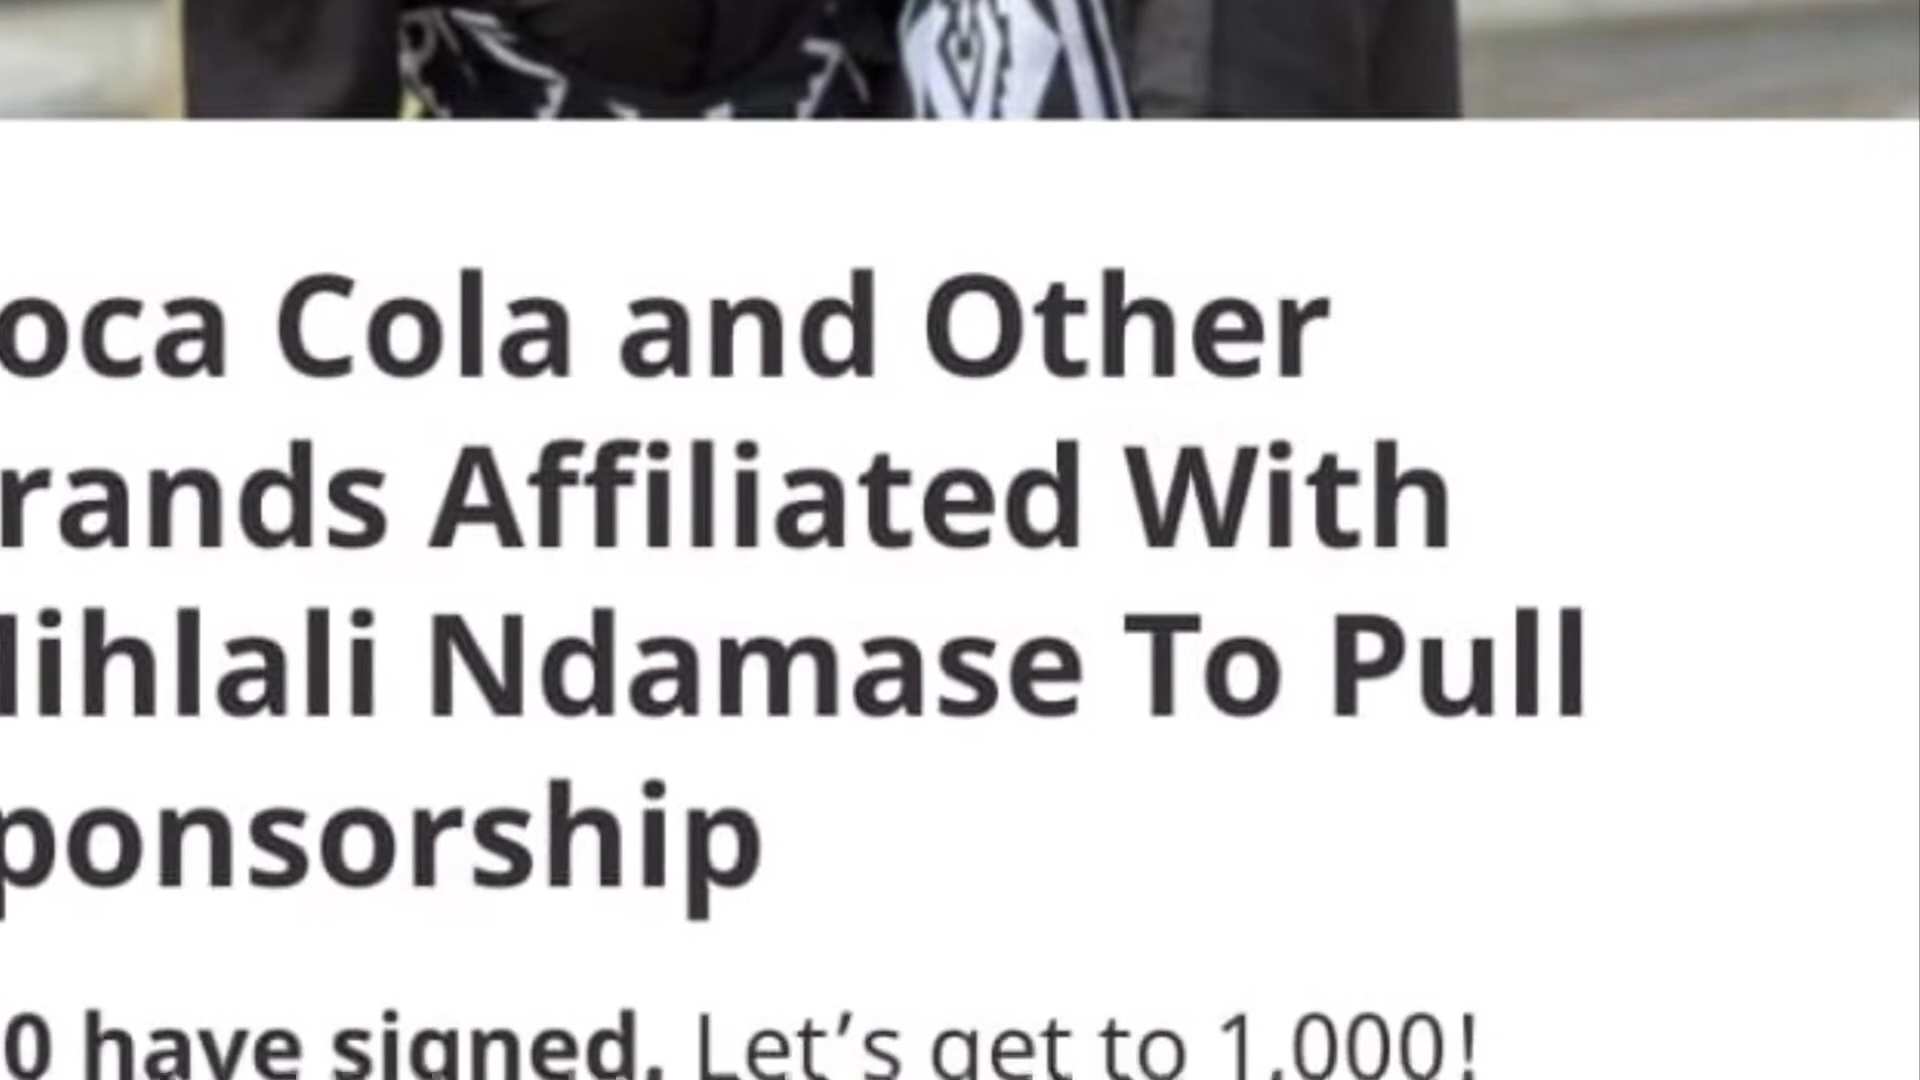 oca Cola and Other
rands Affiliated With
lihlali Ndamase To Pull
ponsorship
0 have signed. Let's get to 1,000!